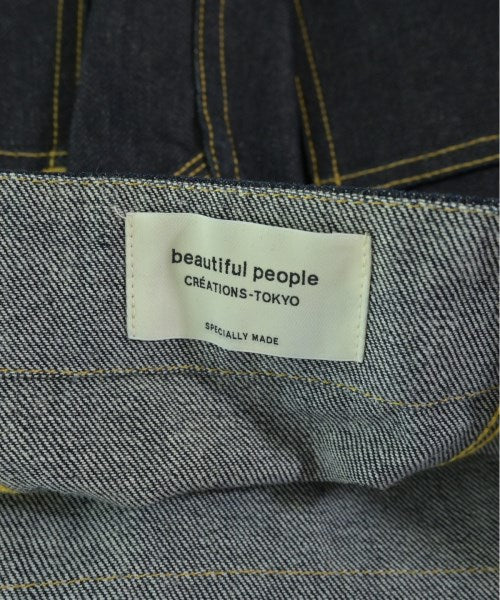 beautiful people
CRÉATIONS-TOKYO
SPECIALLY MADE